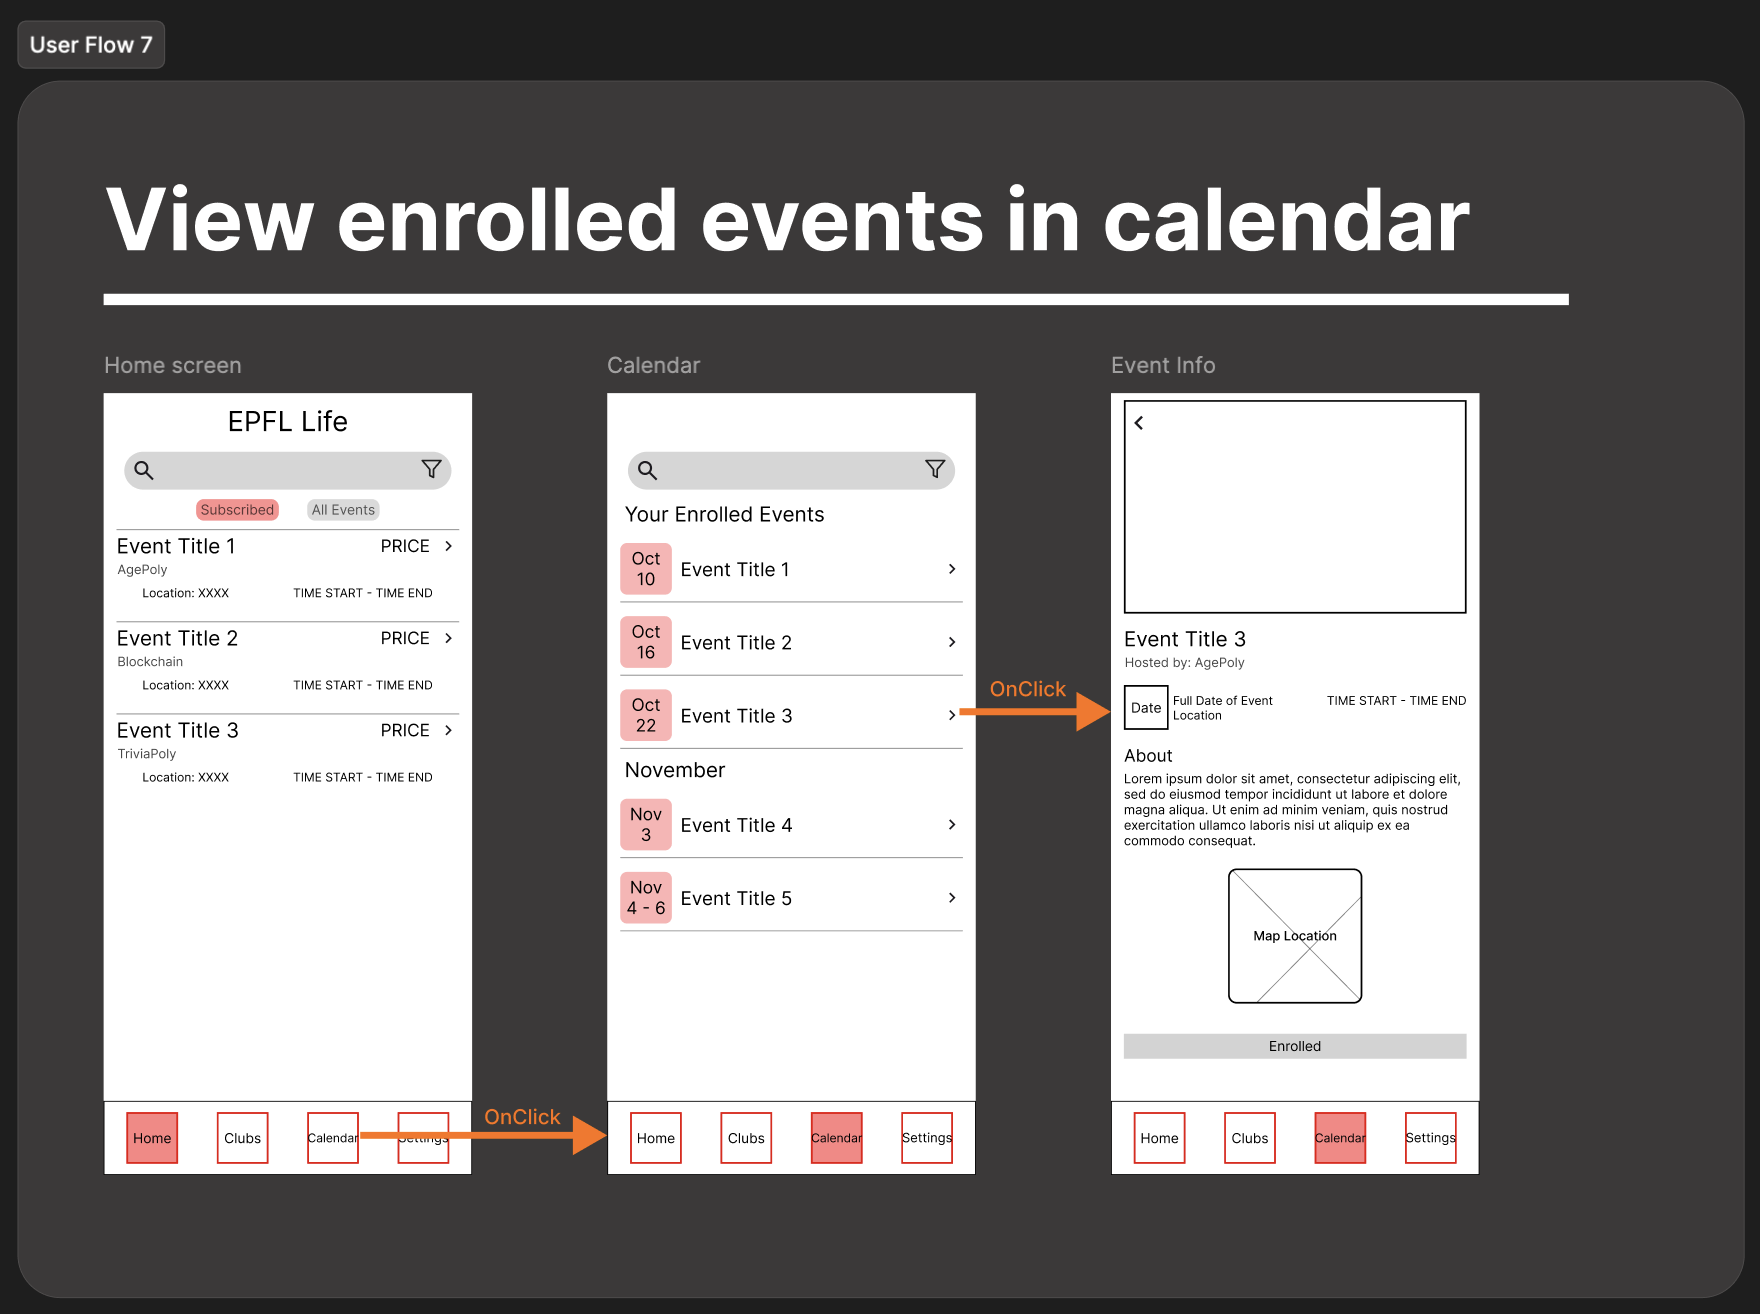 User Flow 7
View enrolled events in calendar
Home screen
EPFL Life
Subscribed
All Events
Event Title 1
PRICE
AgePoly
Location: XXXX
TIME START - TIME END
Event Title 2
PRICE
Blockchain
Location: XXXX
TIME START - TIME END
Event Title 3
PRICE
TriviaPoly
Location: XXXX
TIME START - TIME END
Home
Clubs
Calendar
Settings
OnClick
Calendar
Your Enrolled Events
Oct
10
Event Title 1
Oct
16
Event Title 2
Oct
22
Event Title 3
November
Nov
3
Event Title 4
Nov
4 - 6
Event Title 5
Home
Clubs
Calendar
Settings
OnClick
Event Info
Event Title 3
Hosted by: AgePoly
Date
Full Date of Event
Location
TIME START - TIME END
About
Lorem ipsum dolor sit amet, consectetur adipiscing elit,
sed do eiusmod tempor incididunt ut labore et dolore
magna aliqua. Ut enim ad minim veniam, quis nostrud
exercitation ullamco laboris nisi ut aliquip ex ea
commodo consequat.
Map Location
Enrolled
Home
Clubs
Calendar
Settings